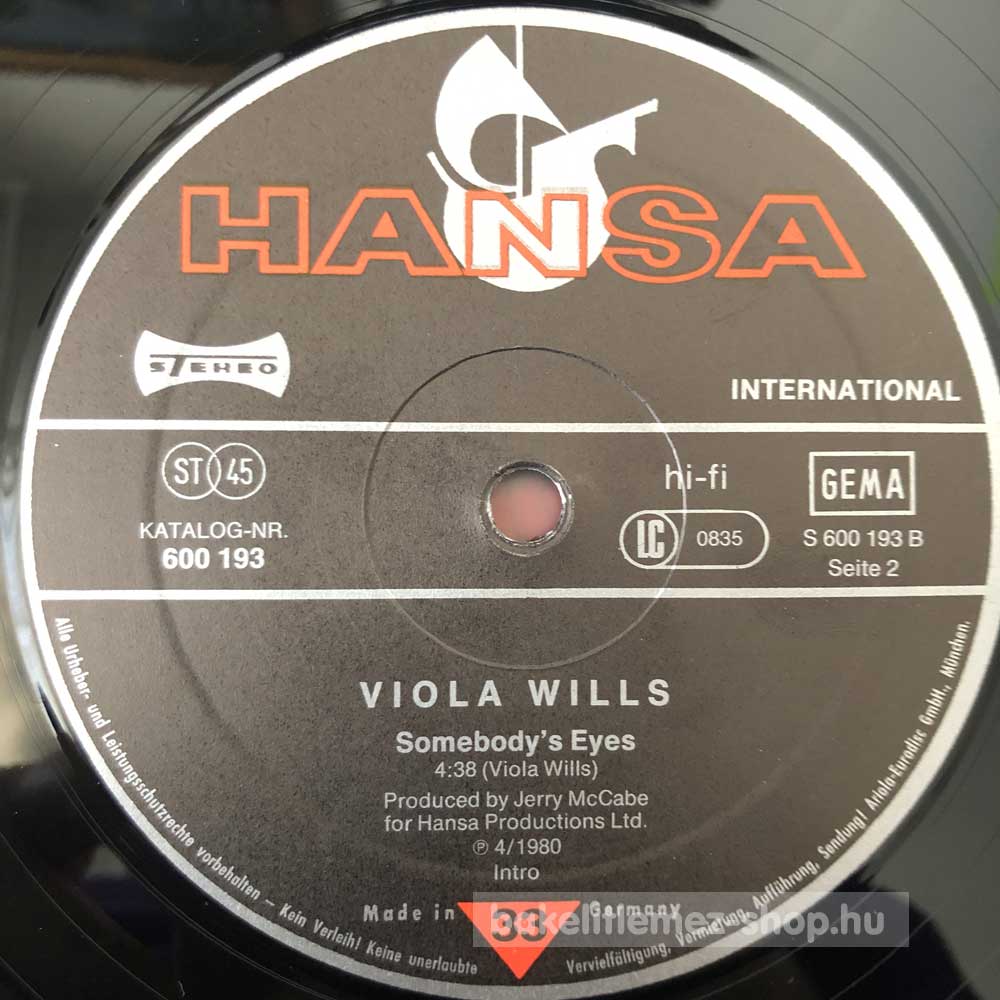 HANSA
STEREO
INTERNATIONAL
ST 45
KATALOG-NR.
600 193
hi-fi
LC 0835
GEMA
S 600 193 B
Seite 2
VIOLA WILLS
Somebody's Eyes
4:38 (Viola Wills)
Produced by Jerry McCabe
for Hansa Productions Ltd.
℗ 4/1980
Intro
Made in 33 Germany
Alle Urheber- und Leistungsschutzrechte vorbehalten – Kein Verleih! Keine unerlaubte Vervielfältigung, Vermietung, Aufführung, Sendung! Ariola-Eurodisc GmbH., München.
bakelitlemez-shop.hu